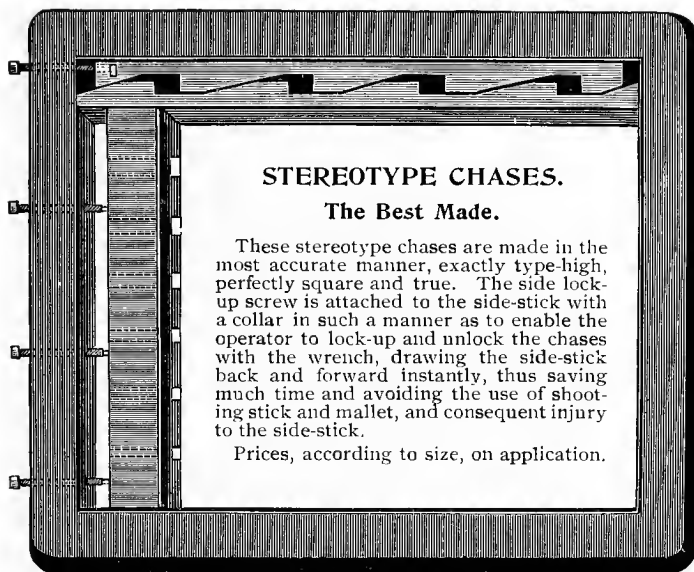 STEREOTYPE CHASES.
The Best Made.
These stereotype chases are made in the
most accurate manner, exactly type-high,
perfectly square and true. The side lock-
up screw is attached to the side-stick with
a collar in such a manner as to enable the
operator to lock-up and unlock the chases
with the wrench, drawing the side-stick
back and forward instantly, thus saving
much time and avoiding the use of shoot-
ing stick and mallet, and consequent injury
to the side-stick.
Prices, according to size, on application.